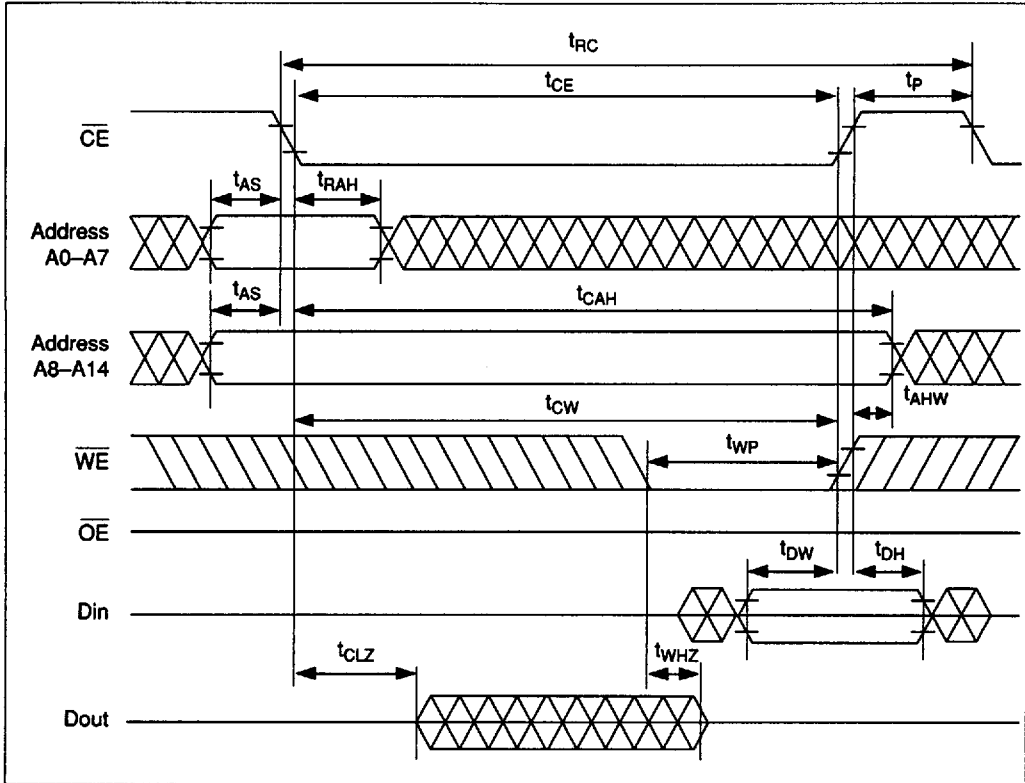 tRC
tCE
tP
CE
tAS
tRAH
Address
A0–A7
tAS
tCAH
Address
A8–A14
tAHW
tCW
WE
tWP
OE
tDW
tDH
Din
tCLZ
tWHZ
Dout